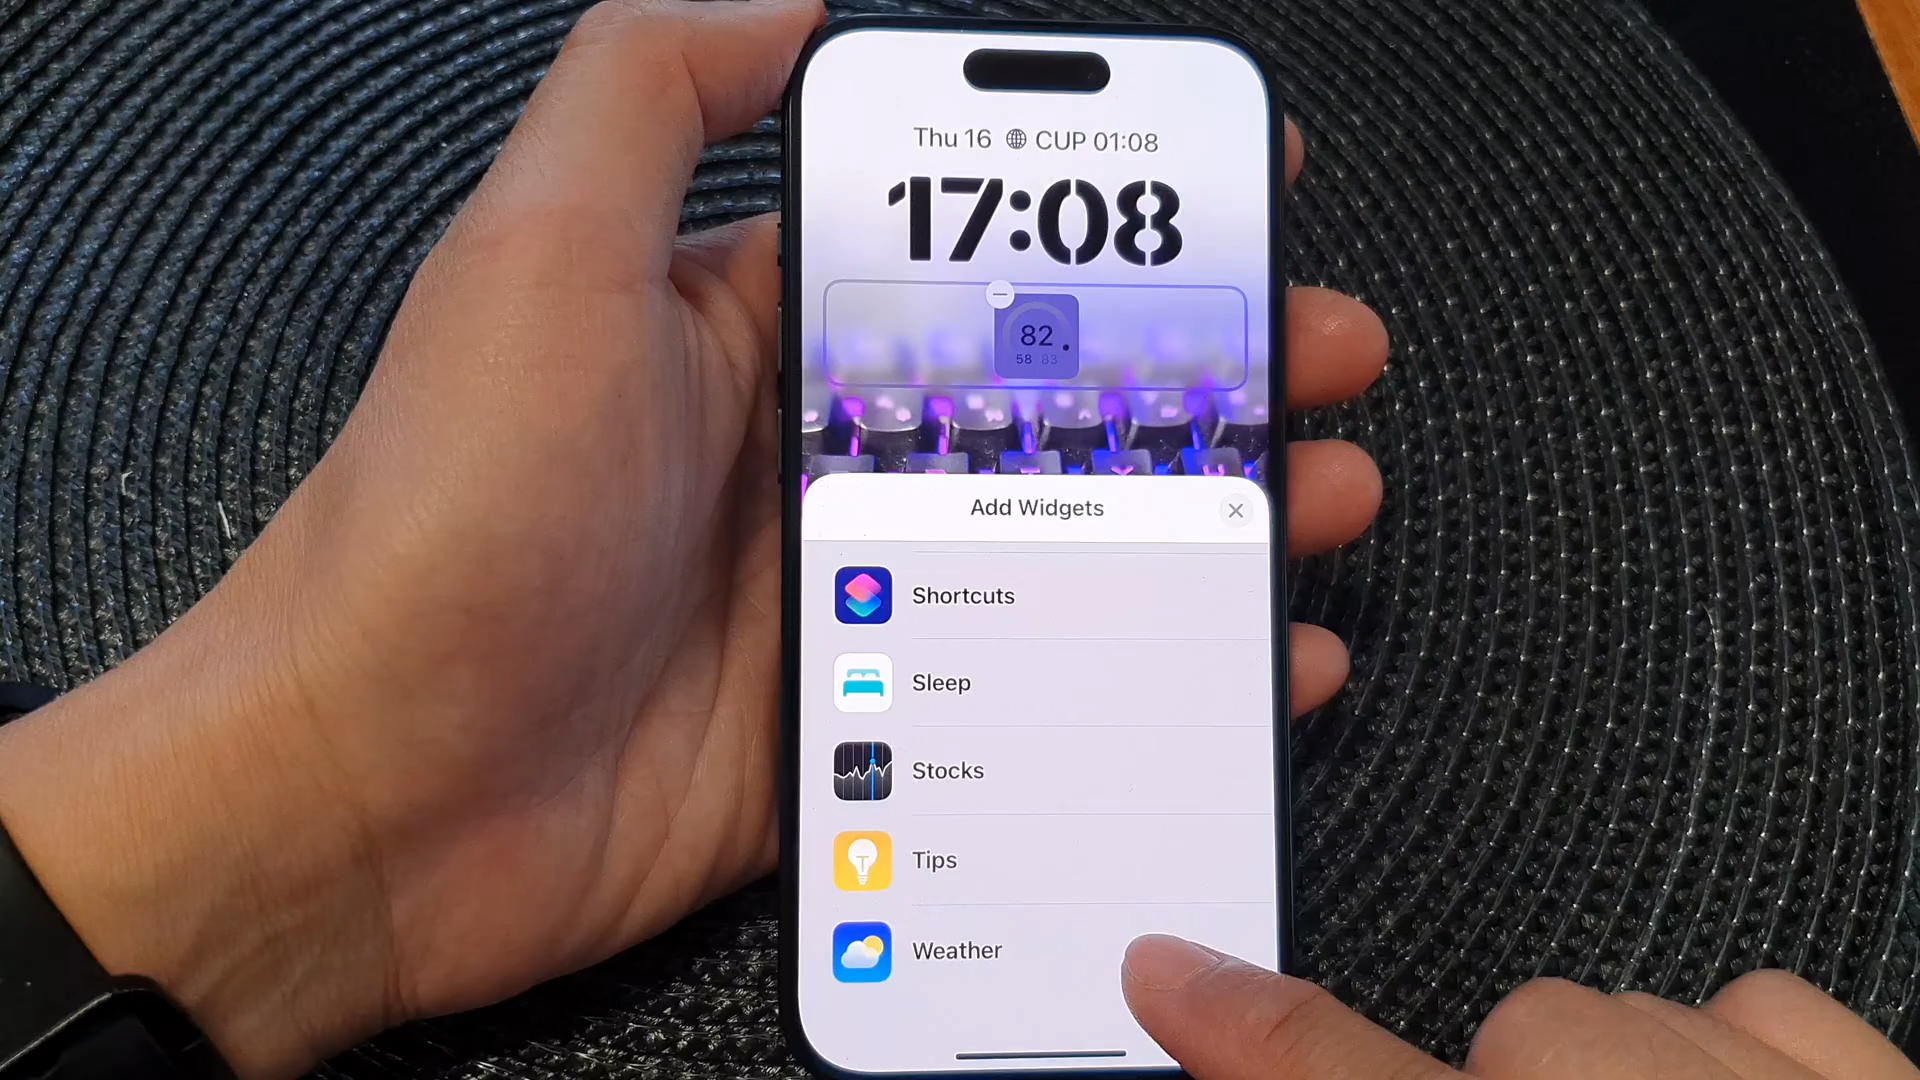 Thu 16 CUP 01:08
17:08
82
58 83
Add Widgets
Shortcuts
Sleep
Stocks
Tips
Weather